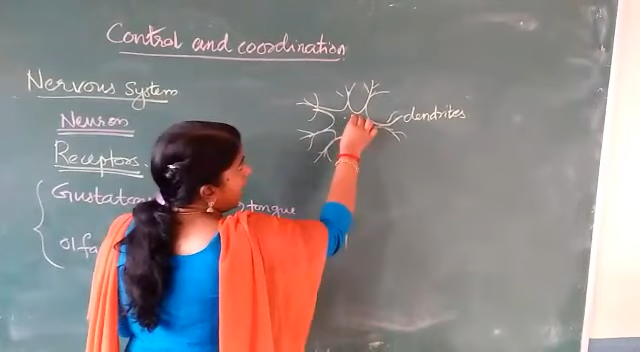 Control and coordination
Nervous System
Neuron
Receptors.
dendrites
tongue